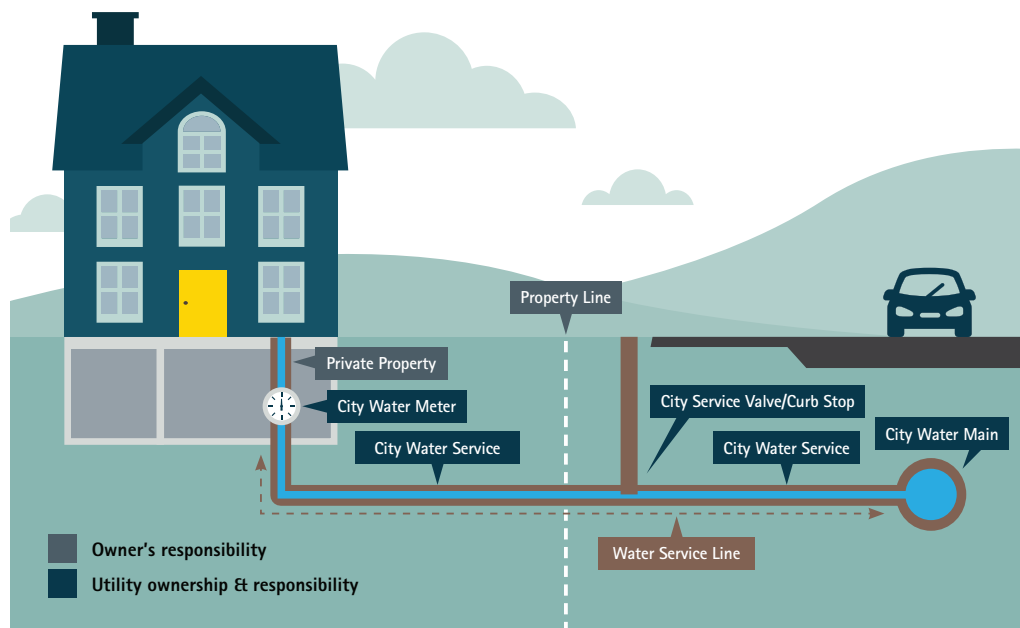 Property Line
Private Property
City Water Meter
City Service Valve/Curb Stop
City Water Main
City Water Service
City Water Service
Water Service Line
Owner's responsibility
Utility ownership & responsibility